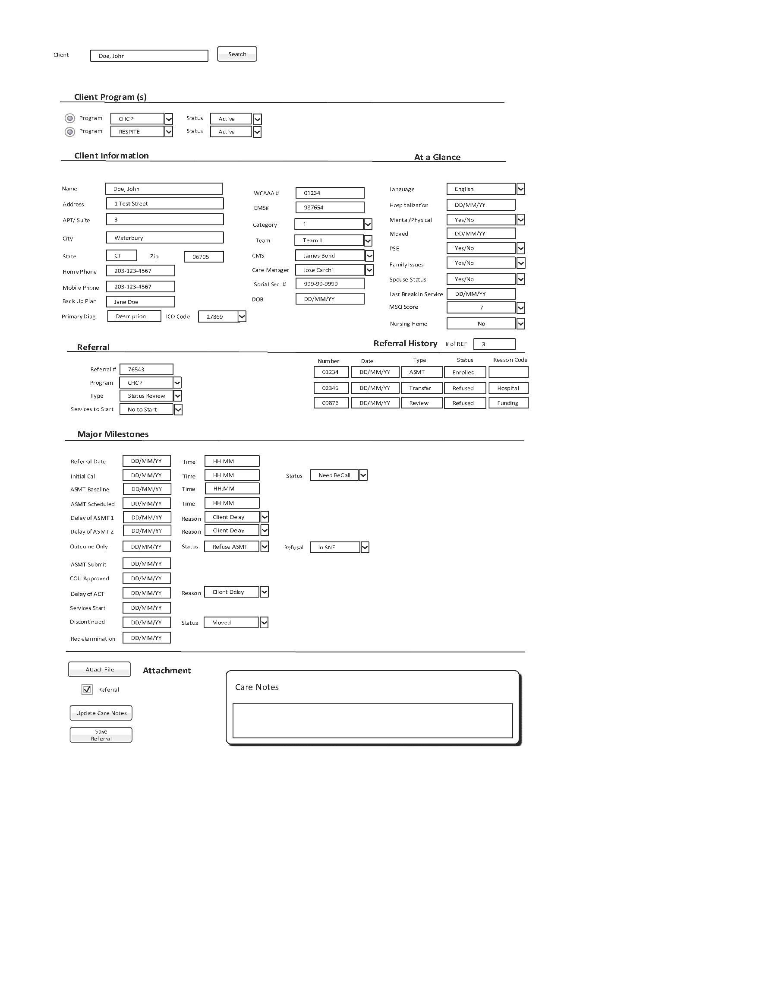 Client Doe, John Search
Client Program (s)
Program CHCP Status Active
Program RESPITE Status Active
Client Information At a Glance
Name Doe, John WCAAA # 01234 Language English
Address 1 Test Street EMS# 987654 Hospitalization DD/MM/YY
APT/ Suite 3 Category 1 Mental/Physical Yes/No
City Waterbury Team Team 1 Moved DD/MM/YY
State CT Zip 06705 CMS James Bond PSE Yes/No
Home Phone 203-123-4567 Care Manager Jose Carchi Family Issues Yes/No
Mobile Phone 203-123-4567 Social Sec. # 999-99-9999 Spouse Status Yes/No
Back Up Plan Jane Doe DOB DD/MM/YY Last Break in Service DD/MM/YY
Primary Diag. Description ICD Code 27869 MSQ Score 7
Nursing Home No
Referral Referral History # of REF 3
Number Date Type Status Reason Code
Referral # 76543 01234 DD/MM/YY ASMT Enrolled
Program CHCP 02346 DD/MM/YY Transfer Refused Hospital
Type Status Review 09876 DD/MM/YY Review Refused Funding
Services to Start No to Start
Major Milestones
Referral Date DD/MM/YY Time HH:MM
Initial Call DD/MM/YY Time HH:MM Status Need ReCall
ASMT Baseline DD/MM/YY Time HH:MM
ASMT Scheduled DD/MM/YY Time HH:MM
Delay of ASMT 1 DD/MM/YY Reason Client Delay
Delay of ASMT 2 DD/MM/YY Reason Client Delay
Outcome Only DD/MM/YY Status Refuse ASMT Refusal In SNF
ASMT Submit DD/MM/YY
COU Approved DD/MM/YY
Delay of ACT DD/MM/YY Reason Client Delay
Services Start DD/MM/YY
Discontinued DD/MM/YY Status Moved
Redetermination DD/MM/YY
Attach File Attachment
Care Notes
Referral
Update Care Notes
Save
Referral